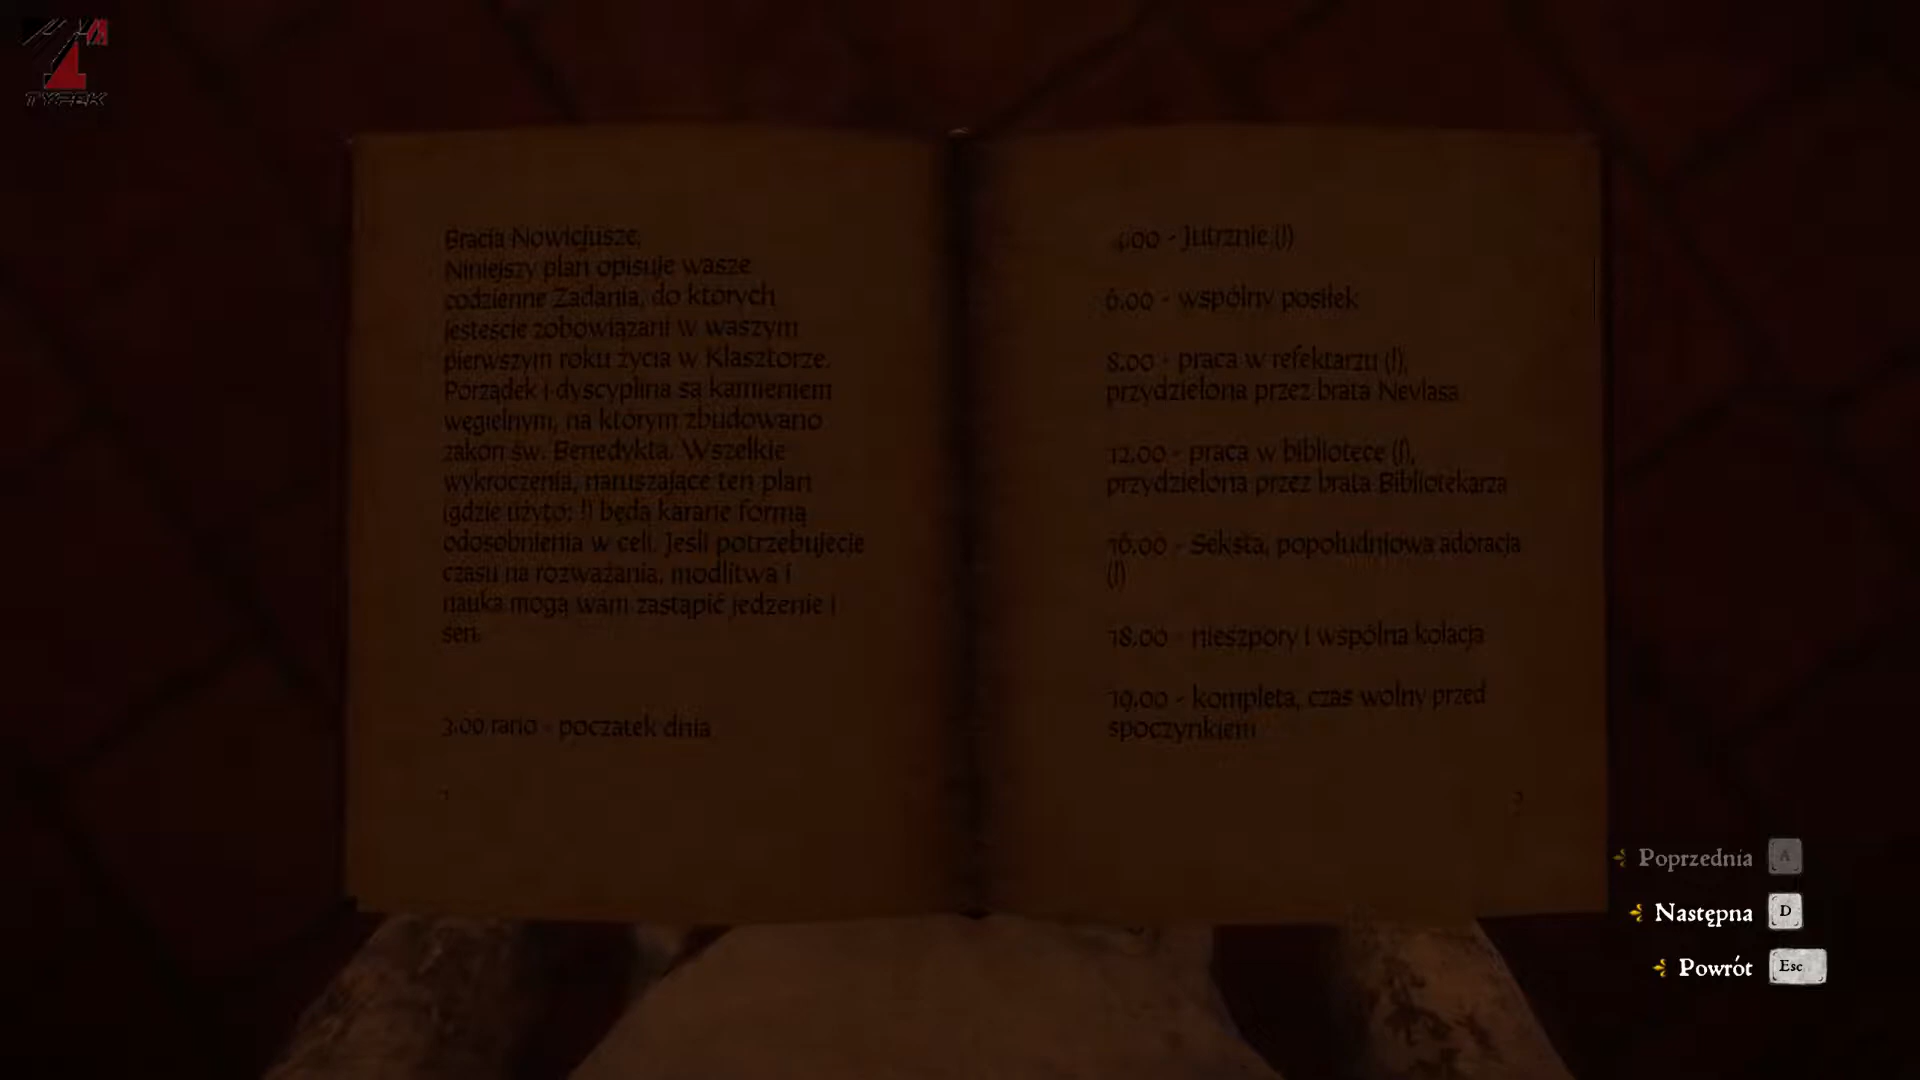 TYPEK
Bracia Nowicjusze,
Niniejszy plan opisuje wasze
codzienne Zadania, do których
jesteście zobowiązani w waszym
pierwszym roku życia w Klasztorze.
Porządek i dyscyplina są kamieniem
węgielnym, na którym zbudowano
zakon św. Benedykta. Wszelkie
wykroczenia, naruszające ten plan
(gdzie użyto: !) będą karane formą
odosobnienia w celi. Jeśli potrzebujecie
czasu na rozważania, modlitwa i
nauka mogą wam zastąpić jedzenie i
sen.
3.00 rano - początek dnia
1
4.00 - Jutrznie (!)
6.00 - wspólny posiłek
8.00 - praca w refektarzu (!),
przydzielona przez brata Nevlasa
12.00 - praca w bibliotece (!),
przydzielona przez brata Bibliotekarza
16.00 - Seksta, popołudniowa adoracja
(!)
18.00 - nieszpory i wspólna kolacja
19.00 - kompleta, czas wolny przed
spoczynkiem
2
Poprzednia A
Następna D
Powrót Esc